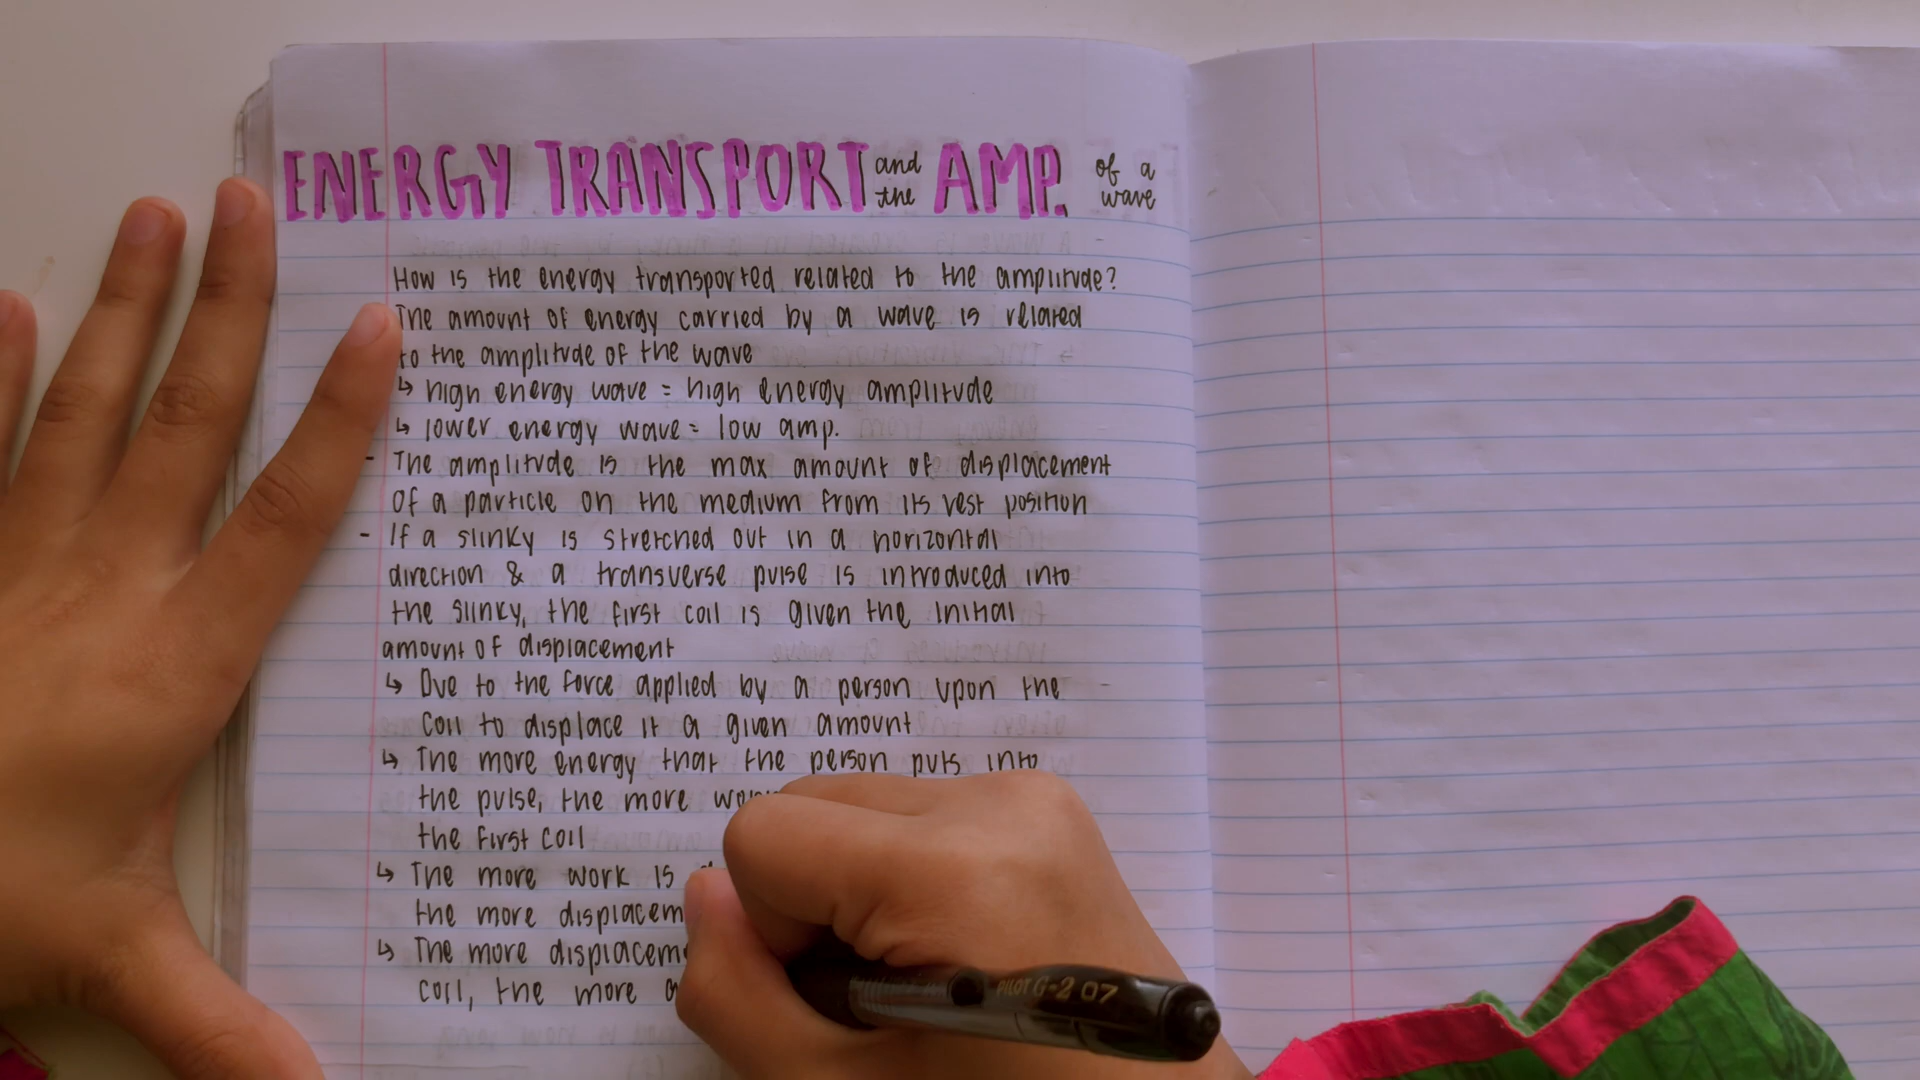 ENERGY TRANSPORT and the AMP. of a wave
How is the energy transported related to the amplitude?
The amount of energy carried by a wave is related
to the amplitude of the wave
↳ high energy wave = high energy amplitude
↳ lower energy wave = low amp.
- The amplitude is the max amount of displacement
of a particle on the medium from its rest position
- If a slinky is stretched out in a horizontal
direction & a transverse pulse is introduced into
the slinky, the first coil is given the initial
amount of displacement
↳ Due to the force applied by a person upon the
coil to displace it a given amount
↳ The more energy that the person puts into
the pulse, the more
the first coil
↳ The more work is
the more
↳ The more
coil, the more
PILOT G-2 07